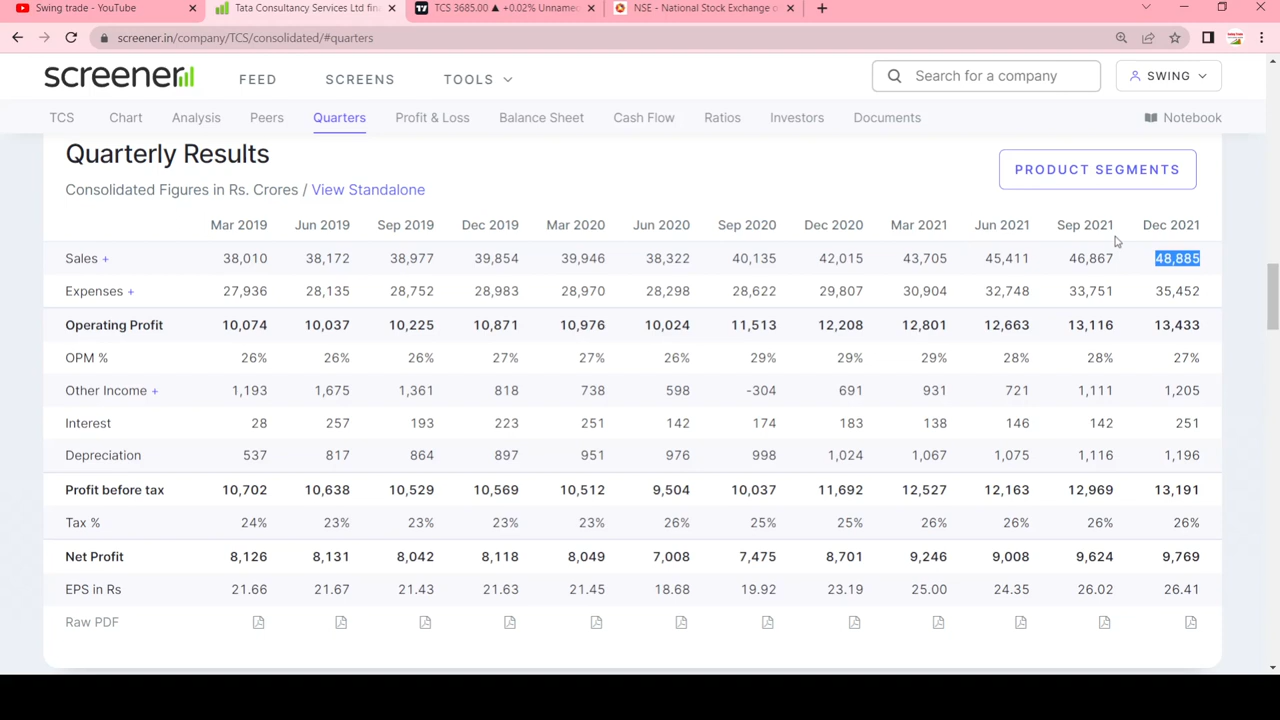 Swing trade - YouTube
Tata Consultancy Services Ltd fin
TCS 3685.00 ▲ +0.02% Unname
NSE - National Stock Exchange o
screener.in/company/TCS/consolidated/#quarters
screener
FEED
SCREENS
TOOLS
Search for a company
SWING
TCS
Chart
Analysis
Peers
Quarters
Profit & Loss
Balance Sheet
Cash Flow
Ratios
Investors
Documents
Notebook
Quarterly Results
PRODUCT SEGMENTS
Consolidated Figures in Rs. Crores / View Standalone
Mar 2019 Jun 2019 Sep 2019 Dec 2019 Mar 2020 Jun 2020 Sep 2020 Dec 2020 Mar 2021 Jun 2021 Sep 2021 Dec 2021
Sales + 38,010 38,172 38,977 39,854 39,946 38,322 40,135 42,015 43,705 45,411 46,867 48,885
Expenses + 27,936 28,135 28,752 28,983 28,970 28,298 28,622 29,807 30,904 32,748 33,751 35,452
Operating Profit 10,074 10,037 10,225 10,871 10,976 10,024 11,513 12,208 12,801 12,663 13,116 13,433
OPM % 26% 26% 26% 27% 27% 26% 29% 29% 29% 28% 28% 27%
Other Income + 1,193 1,675 1,361 818 738 598 -304 691 931 721 1,111 1,205
Interest 28 257 193 223 251 142 174 183 138 146 142 251
Depreciation 537 817 864 897 951 976 998 1,024 1,067 1,075 1,116 1,196
Profit before tax 10,702 10,638 10,529 10,569 10,512 9,504 10,037 11,692 12,527 12,163 12,969 13,191
Tax % 24% 23% 23% 23% 23% 26% 25% 25% 26% 26% 26% 26%
Net Profit 8,126 8,131 8,042 8,118 8,049 7,008 7,475 8,701 9,246 9,008 9,624 9,769
EPS in Rs 21.66 21.67 21.43 21.63 21.45 18.68 19.92 23.19 25.00 24.35 26.02 26.41
Raw PDF